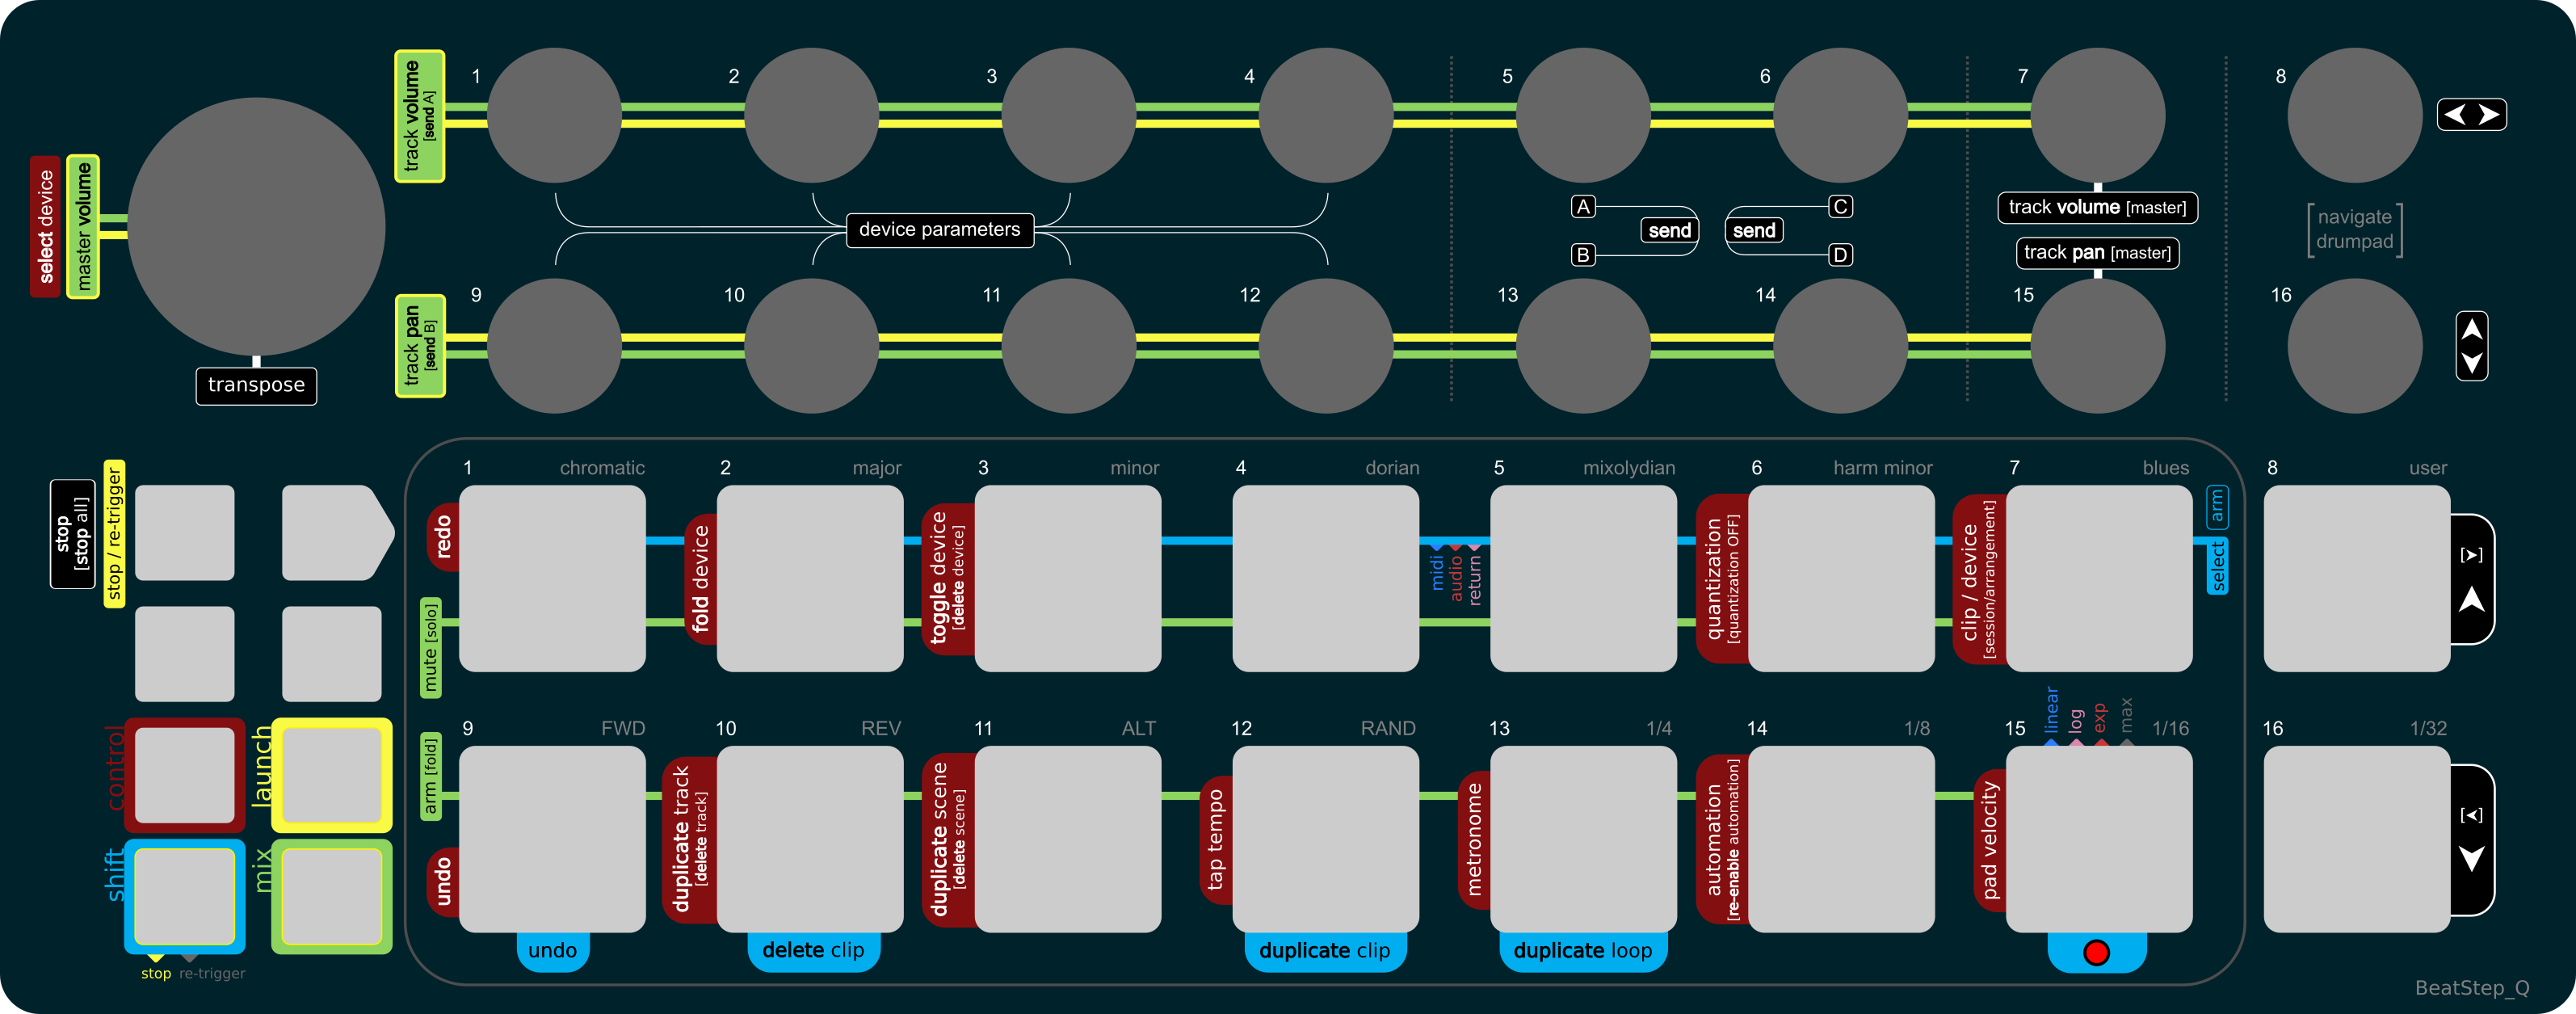 select device
master volume
transpose
track volume
[send A]
1
2
3
4
5
6
7
8
device parameters
A
B
send
send
C
D
track volume [master]
track pan [master]
[navigate
drumpad]
track pan
[send B]
9
10
11
12
13
14
15
16
stop
[stop all]
stop / re-trigger
control
launch
shift
mix
stop re-trigger
1 chromatic
2 major
3 minor
4 dorian
5 mixolydian
6 harm minor
7 blues
8 user
redo
mute [solo]
fold device
toggle device
[delete device]
midi
audio
return
quantization
[quantization OFF]
clip / device
[session/arrangement]
arm
select
9 FWD
10 REV
11 ALT
12 RAND
13 1/4
14 1/8
15 1/16
linear
log
exp
max
16 1/32
arm [fold]
undo
duplicate track
[delete track]
duplicate scene
[delete scene]
tap tempo
metronome
automation
[re-enable automation]
pad velocity
undo
delete clip
duplicate clip
duplicate loop
BeatStep_Q